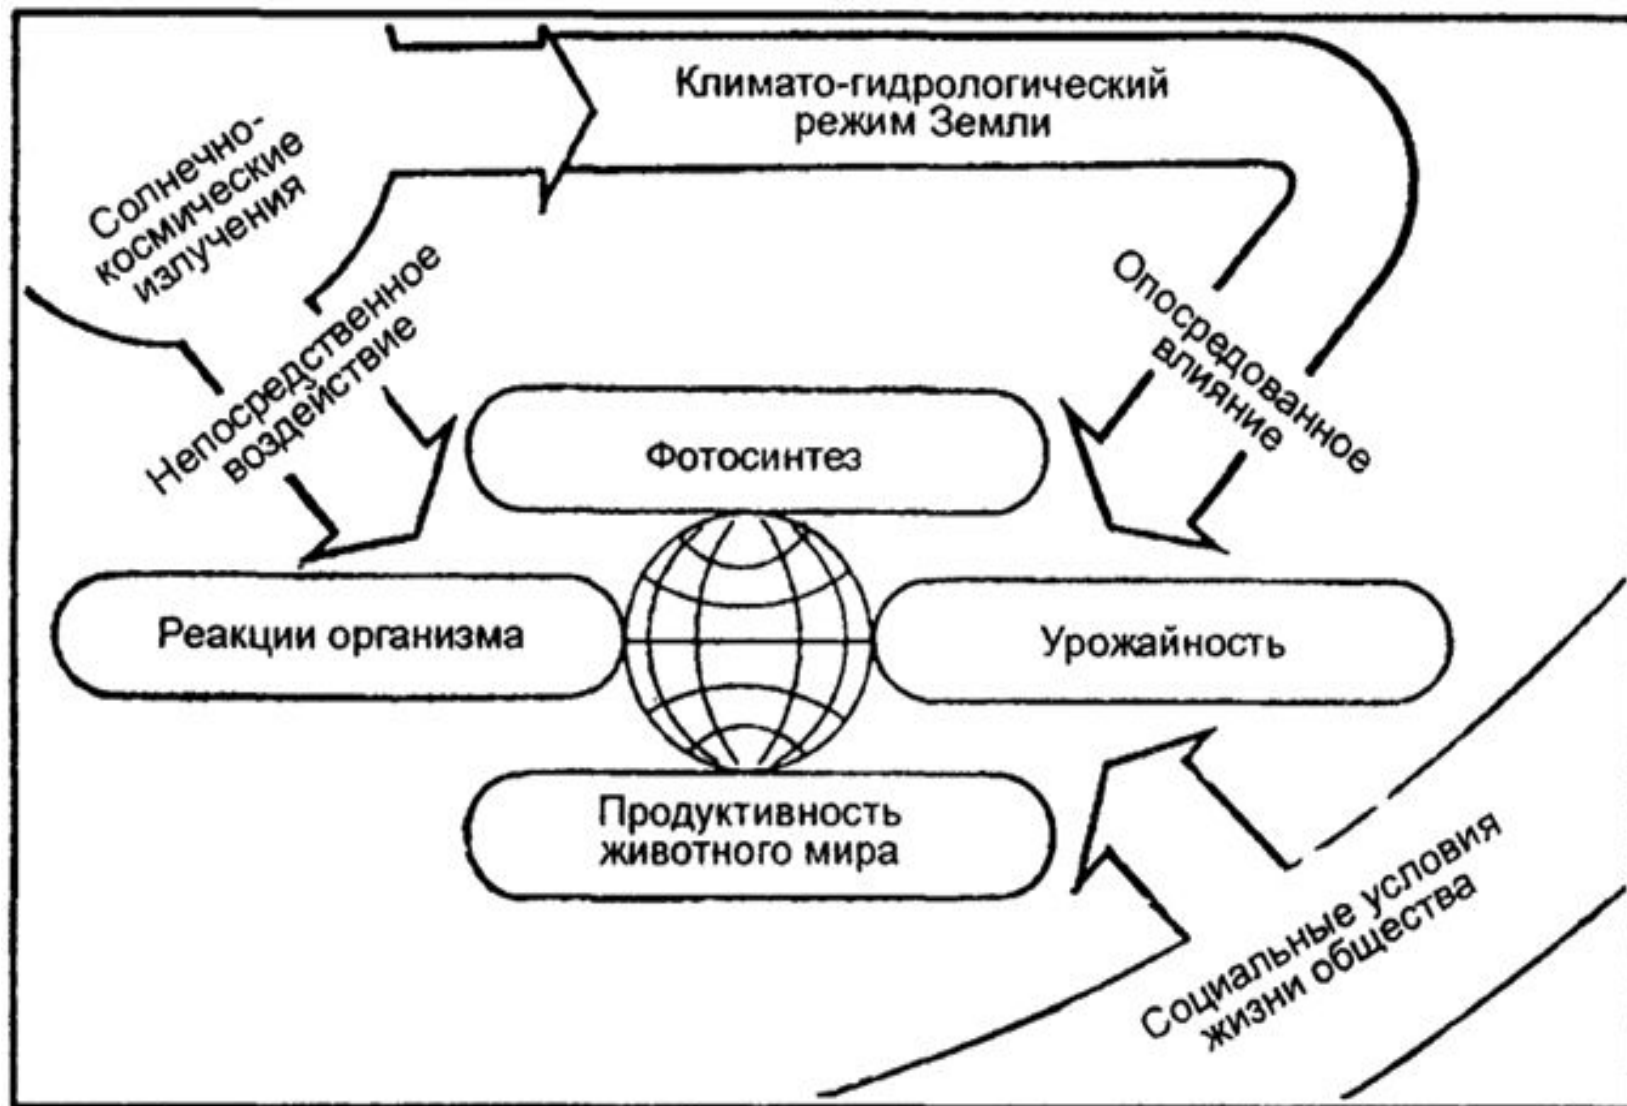 Климато-гидрологический
режим Земли
Солнечно-
космические
излучения
Непосредственное
воздействие
Опосредованное
влияние
Фотосинтез
Реакции организма
Урожайность
Продуктивность
животного мира
Социальные условия
жизни общества